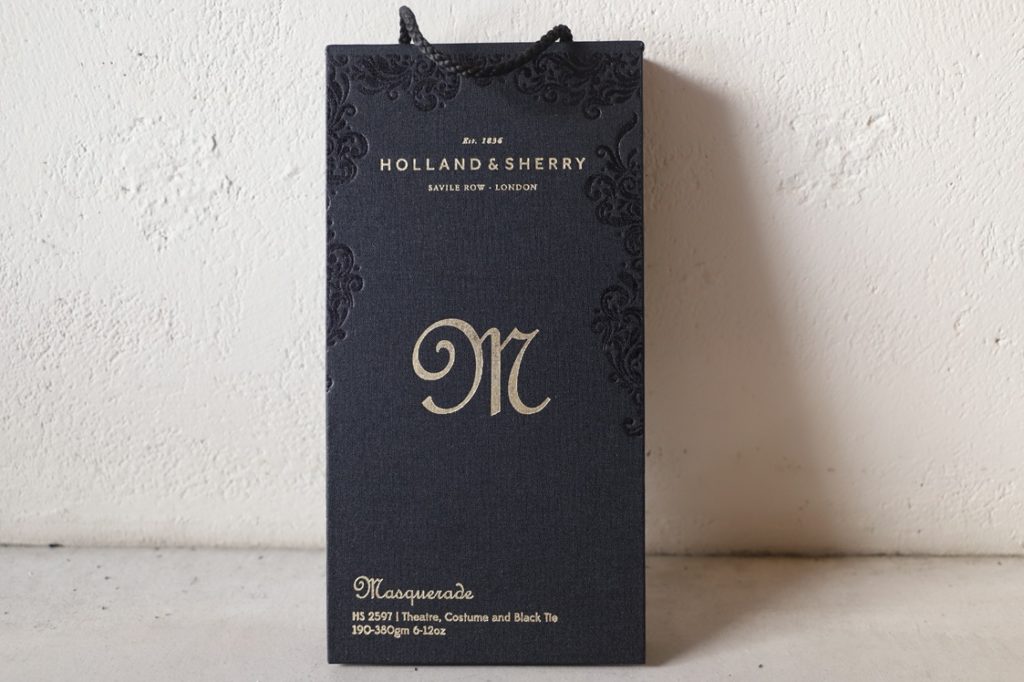 Est. 1836
HOLLAND & SHERRY
SAVILE ROW · LONDON
M
Masquerade
HS 2597 | Theatre, Costume and Black Tie
190-380gm 6-12oz